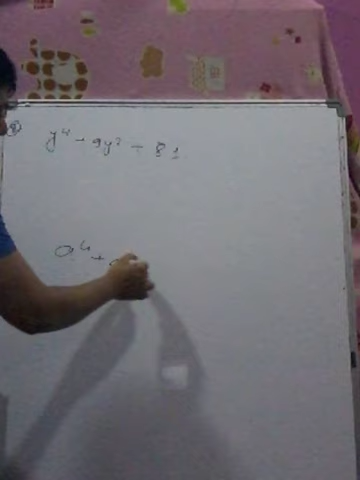 y⁴ + 9y² + 81
a⁴ +